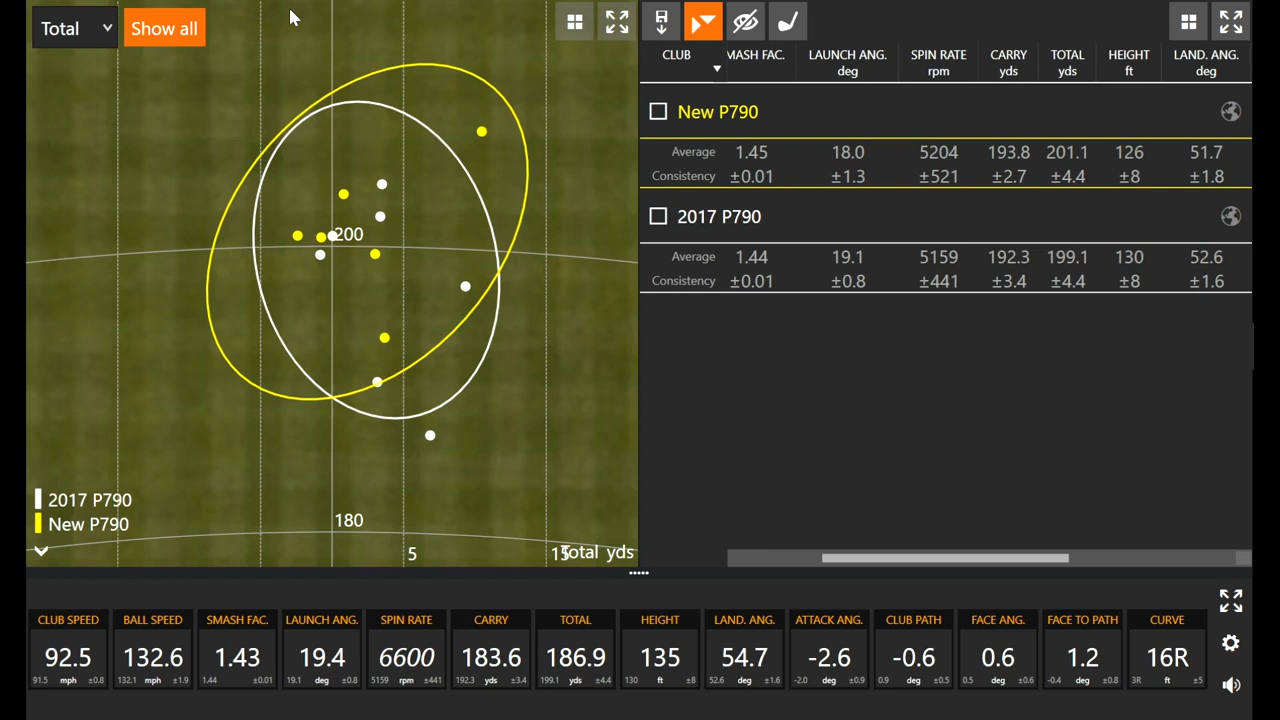 Total
Show all
200
180
5
15
Total yds
2017 P790
New P790
CLUB
SMASH FAC. LAUNCH ANG. SPIN RATE CARRY TOTAL HEIGHT LAND. ANG.
deg rpm yds yds ft deg
New P790
Average 1.45 18.0 5204 193.8 201.1 126 51.7
Consistency ±0.01 ±1.3 ±521 ±2.7 ±4.4 ±8 ±1.8
2017 P790
Average 1.44 19.1 5159 192.3 199.1 130 52.6
Consistency ±0.01 ±0.8 ±441 ±3.4 ±4.4 ±8 ±1.6
CLUB SPEED BALL SPEED SMASH FAC. LAUNCH ANG. SPIN RATE CARRY TOTAL HEIGHT LAND. ANG. ATTACK ANG. CLUB PATH FACE ANG. FACE TO PATH CURVE
92.5 132.6 1.43 19.4 6600 183.6 186.9 135 54.7 -2.6 -0.6 0.6 1.2 16R
91.5 mph ±0.8 132.1 mph ±1.9 1.44 ±0.01 19.1 deg ±0.8 5159 rpm ±441 192.3 yds ±3.4 199.1 yds ±4.4 130 ft ±8 52.6 deg ±1.6 -2.0 deg ±0.9 0.9 deg ±0.5 0.5 deg ±0.6 -0.4 deg ±0.8 3R ft ±5